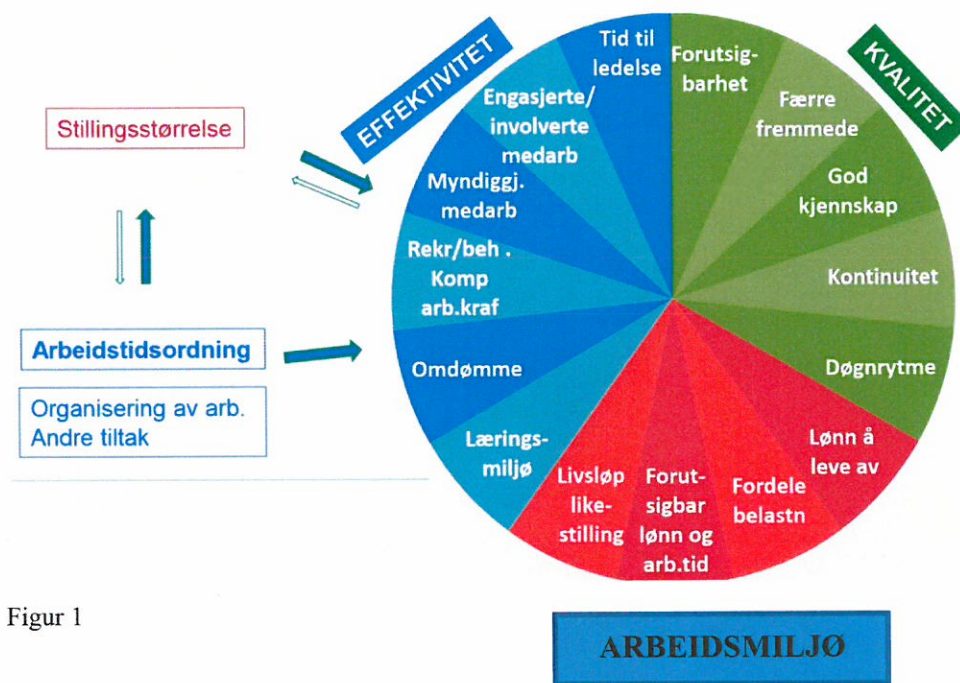 EFFEKTIVITET
KVALITET
Stillingsstørrelse
Arbeidstidsordning
Organisering av arb.
Andre tiltak
Tid til
ledelse
Engasjerte/
involverte
medarb
Myndiggj.
medarb
Rekr/beh .
Komp
arb.kraf
Omdømme
Lærings-
miljø
Forutsig-
barhet
Færre
fremmede
God
kjennskap
Kontinuitet
Døgnrytme
Lønn å
leve av
Fordele
belastn
Forut-
sigbar
lønn og
arb.tid
Livsløp
like-
stilling
Figur 1
ARBEIDSMILJØ